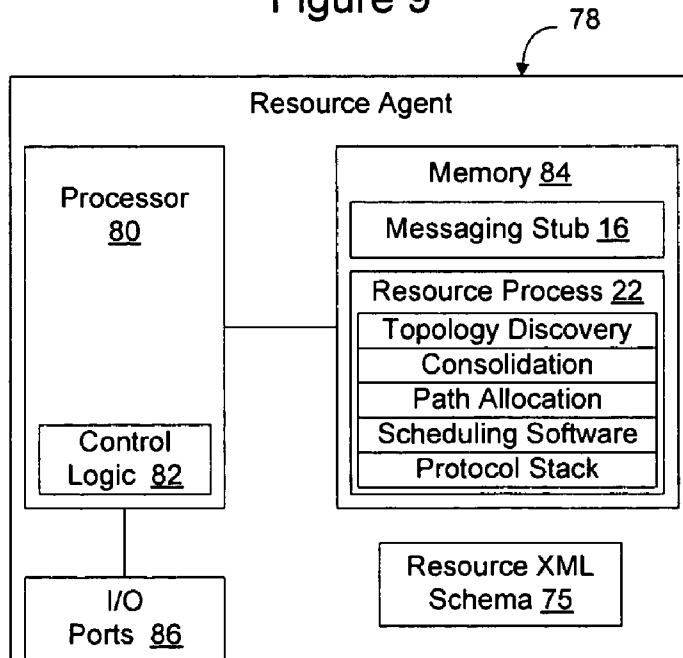 Figure 9
78
Resource Agent
Processor
80
Control
Logic 82
I/O
Ports 86
Memory 84
Messaging Stub 16
Resource Process 22
Topology Discovery
Consolidation
Path Allocation
Scheduling Software
Protocol Stack
Resource XML
Schema 75